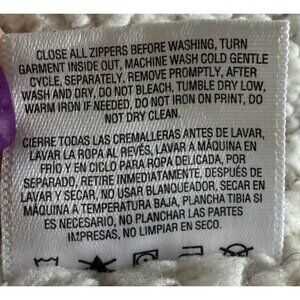 CLOSE ALL ZIPPERS BEFORE WASHING, TURN
GARMENT INSIDE OUT, MACHINE WASH COLD GENTLE
CYCLE, SEPARATELY, REMOVE PROMPTLY, AFTER
WASH AND DRY, DO NOT BLEACH, TUMBLE DRY LOW,
WARM IRON IF NEEDED, DO NOT IRON ON PRINT, DO
NOT DRY CLEAN.
CIERRE TODAS LAS CREMALLERAS ANTES DE LAVAR,
LAVAR LA ROPA AL REVÉS, LAVAR A MÁQUINA EN
FRÍO Y EN CICLO PARA ROPA DELICADA, POR
SEPARADO, RETIRE INMEDIATAMENTE, DESPUÉS DE
LAVAR Y SECAR, NO USAR BLANQUEADOR, SECAR EN
MÁQUINA A TEMPERATURA BAJA, PLANCHA TIBIA SI
ES NECESARIO, NO PLANCHAR LAS PARTES
IMPRESAS, NO LIMPIAR EN SECO.